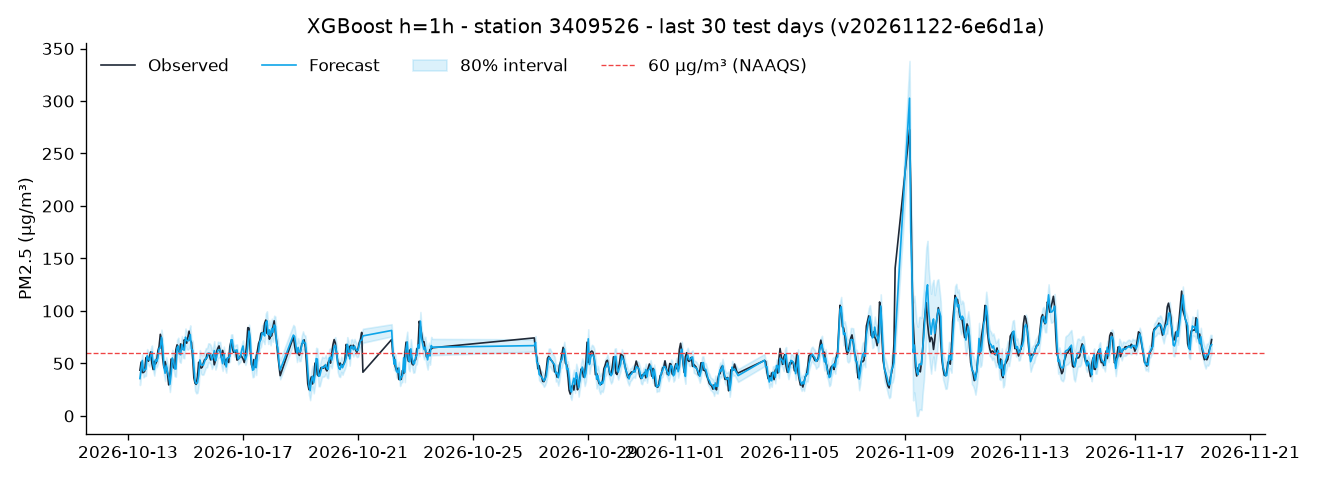 XGBoost h=1h - station 3409526 - last 30 test days (v20261122-6e6d1a)
Observed Forecast 80% interval 60 µg/m³ (NAAQS)
PM2.5 (µg/m³)
350
300
250
200
150
100
50
0
2026-10-13 2026-10-17 2026-10-21 2026-10-25 2026-10-29 2026-11-01 2026-11-05 2026-11-09 2026-11-13 2026-11-17 2026-11-21